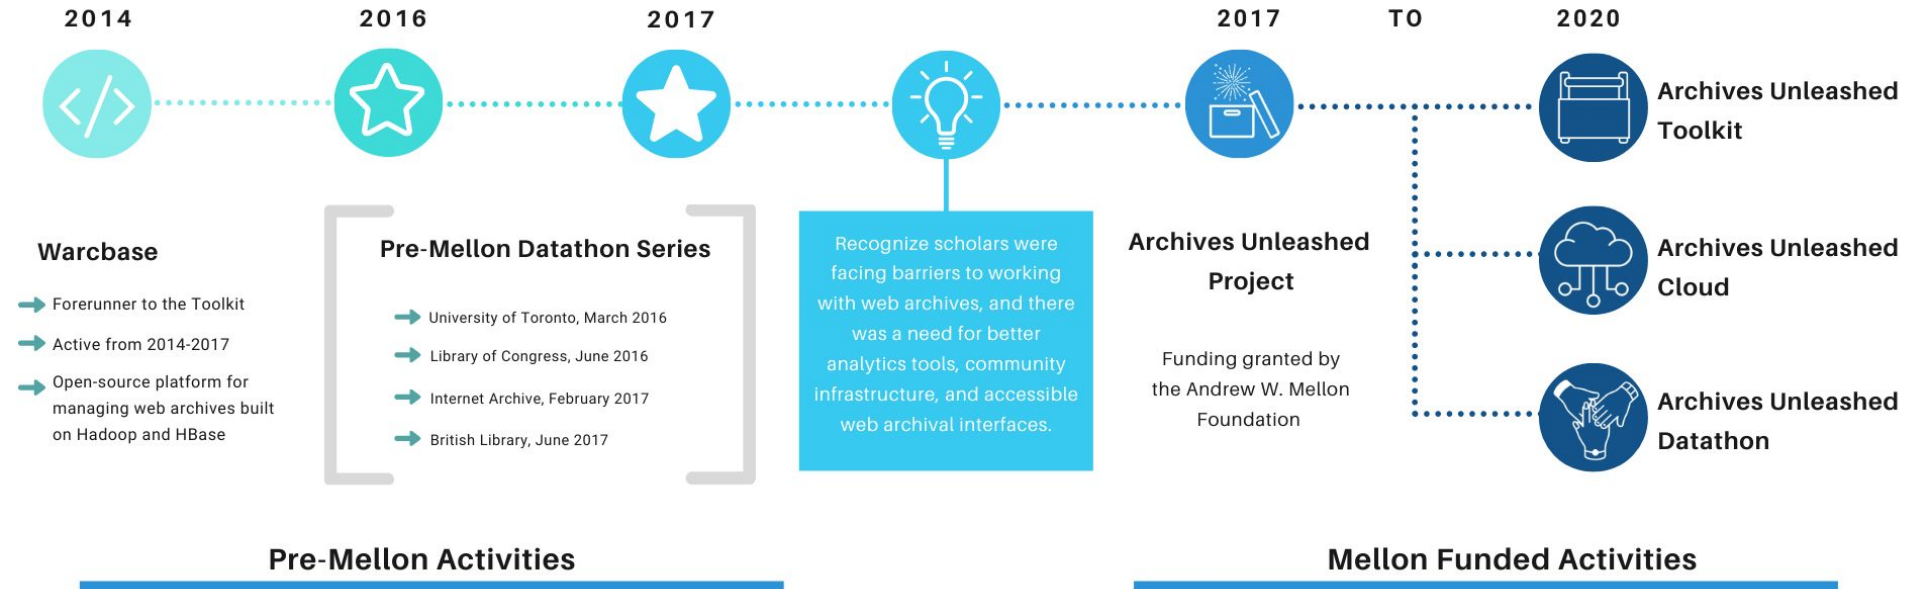 2014
2016
2017
2017 TO 2020
Warcbase
Forerunner to the Toolkit
Active from 2014-2017
Open-source platform for
managing web archives built
on Hadoop and HBase
Pre-Mellon Datathon Series
University of Toronto, March 2016
Library of Congress, June 2016
Internet Archive, February 2017
British Library, June 2017
Recognize scholars were
facing barriers to working
with web archives, and there
was a need for better
analytics tools, community
infrastructure, and accessible
web archival interfaces.
Archives Unleashed
Project
Funding granted by
the Andrew W. Mellon
Foundation
Archives Unleashed
Toolkit
Archives Unleashed
Cloud
Archives Unleashed
Datathon
Pre-Mellon Activities
Mellon Funded Activities